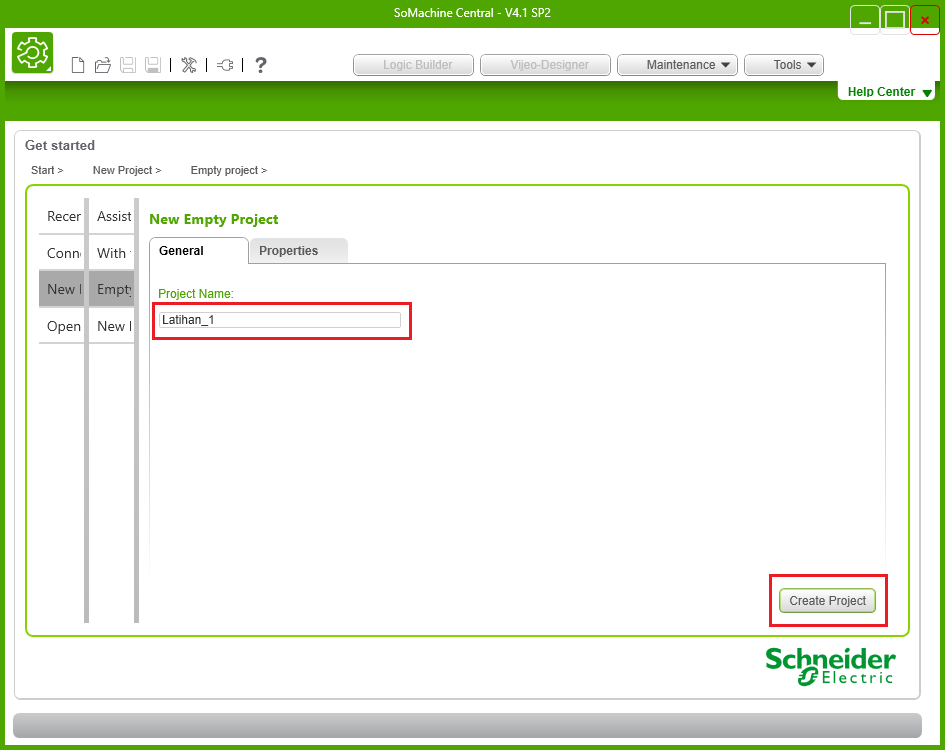 SoMachine Central - V4.1 SP2
Logic Builder
Vijeo-Designer
Maintenance
Tools
Help Center
Get started
Start >
New Project >
Empty project >
Recen
Assist
New Empty Project
Conn
With
General
Properties
New
Empty
Project Name:
Latihan_1
Open
New
Create Project
Schneider
Electric